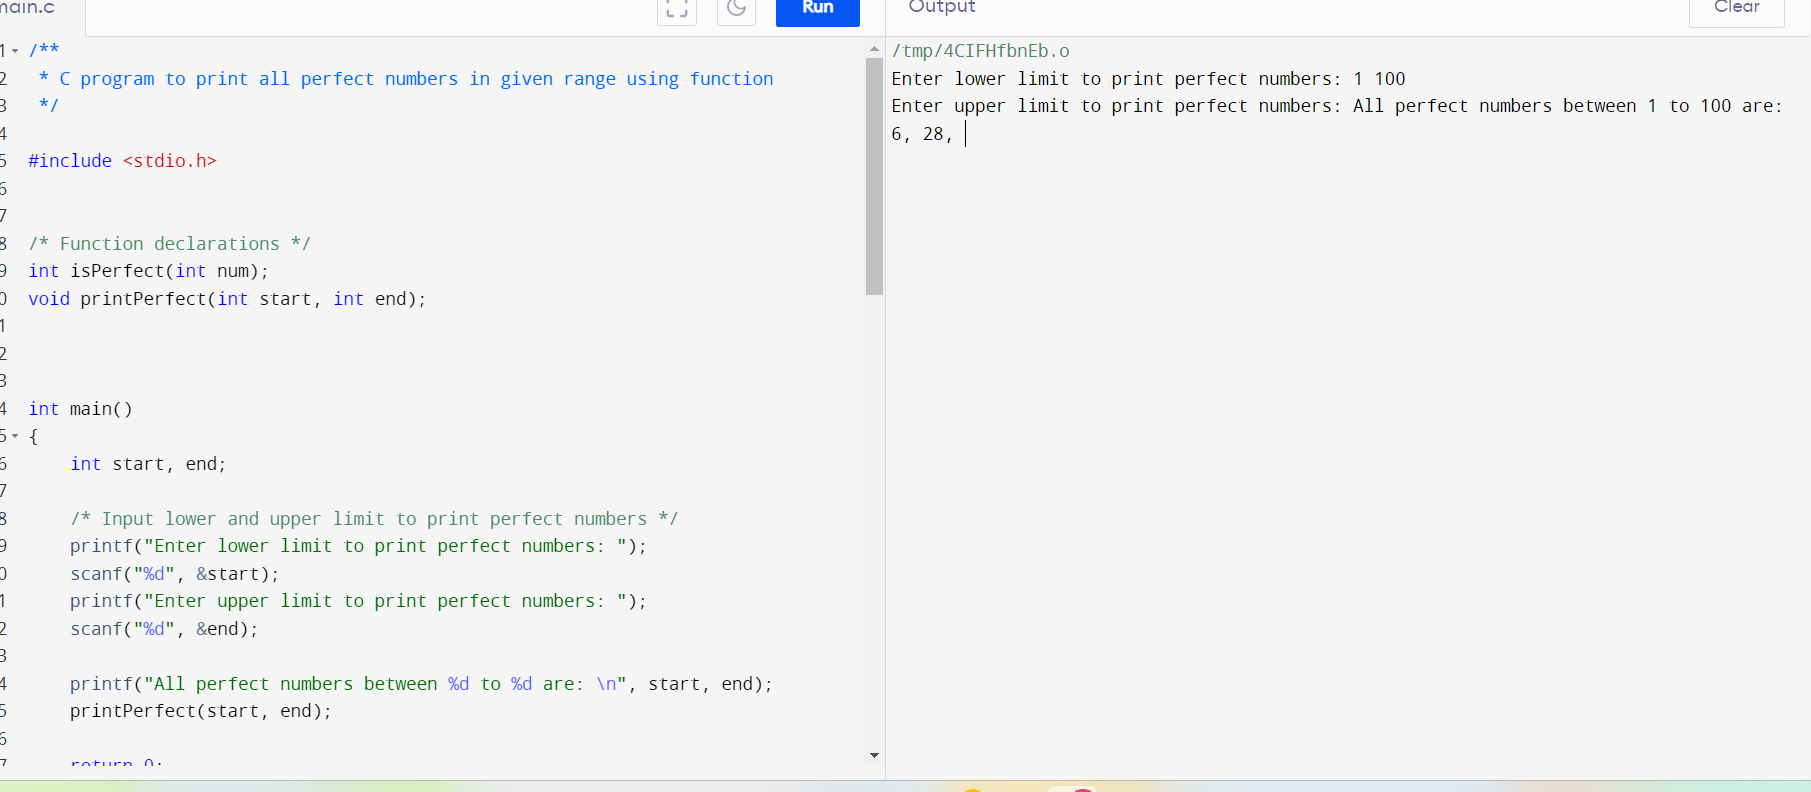 main.c
Run
Output
Clear
1 /**
2 * C program to print all perfect numbers in given range using function
3 */
4
5 #include <stdio.h>
6
7
8 /* Function declarations */
9 int isPerfect(int num);
0 void printPerfect(int start, int end);
1
2
3
4 int main()
5 {
6 int start, end;
7
8 /* Input lower and upper limit to print perfect numbers */
9 printf("Enter lower limit to print perfect numbers: ");
0 scanf("%d", &start);
1 printf("Enter upper limit to print perfect numbers: ");
2 scanf("%d", &end);
3
4 printf("All perfect numbers between %d to %d are: \n", start, end);
5 printPerfect(start, end);
6
7 return 0;
/tmp/4CIFHfbnEb.o
Enter lower limit to print perfect numbers: 1 100
Enter upper limit to print perfect numbers: All perfect numbers between 1 to 100 are:
6, 28,